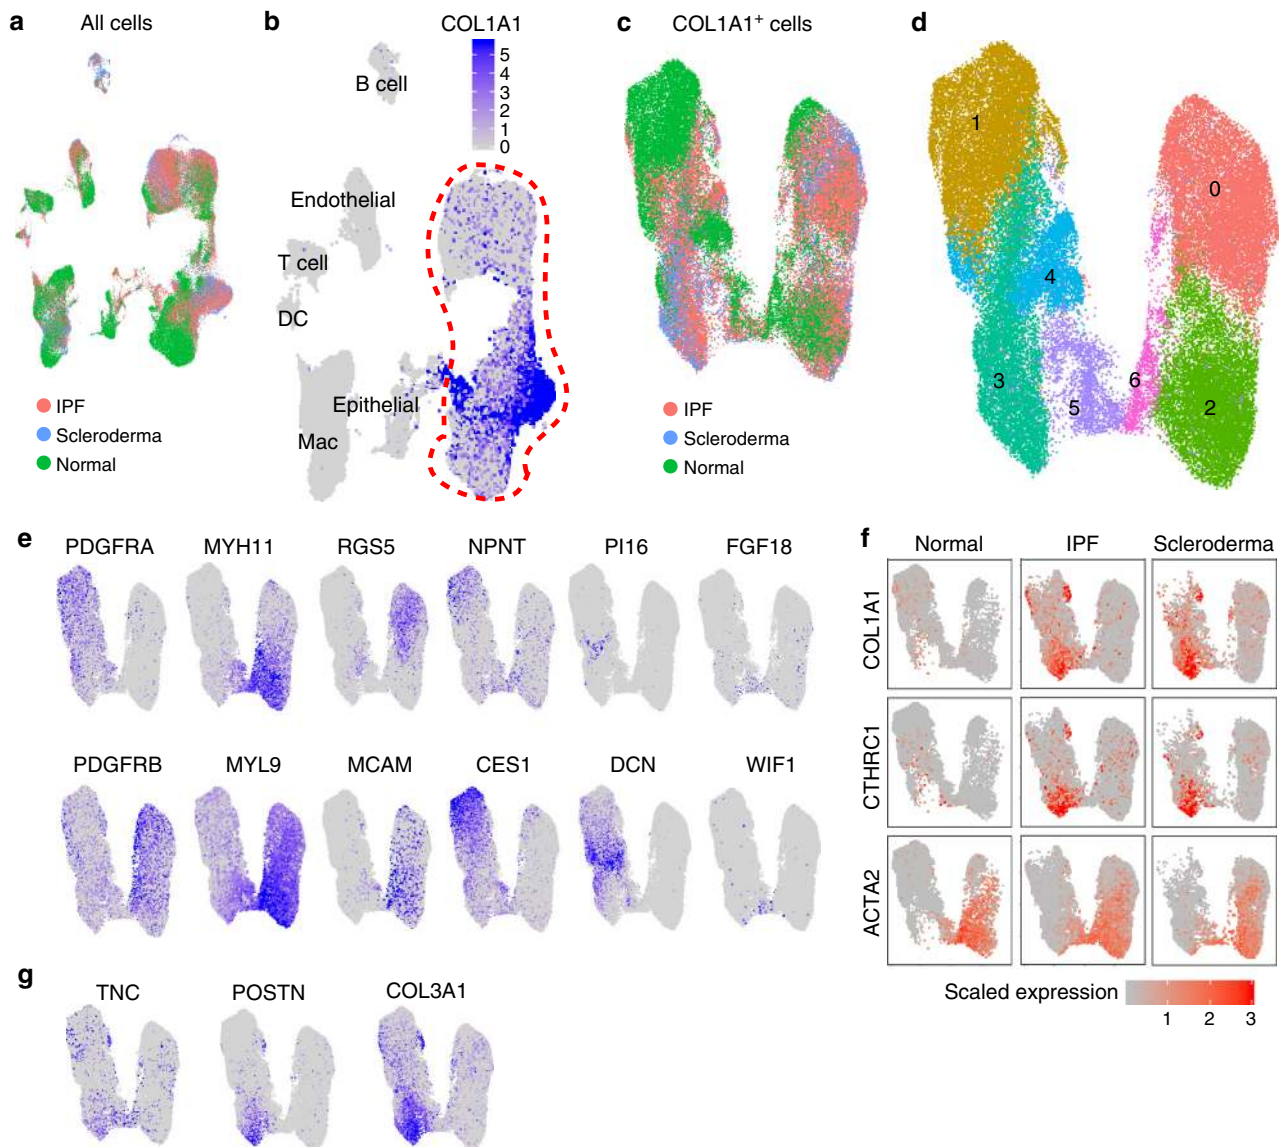 a
All cells
IPF
Scleroderma
Normal
b
COL1A1
5
4
3
2
1
0
B cell
Endothelial
T cell
DC
Epithelial
Mac
c
COL1A1⁺ cells
IPF
Scleroderma
Normal
d
1
0
4
3
5
6
2
e
PDGFRA
MYH11
RGS5
NPNT
PI16
FGF18
PDGFRB
MYL9
MCAM
CES1
DCN
WIF1
f
Normal
IPF
Scleroderma
COL1A1
CTHRC1
ACTA2
Scaled expression
1
2
3
g
TNC
POSTN
COL3A1